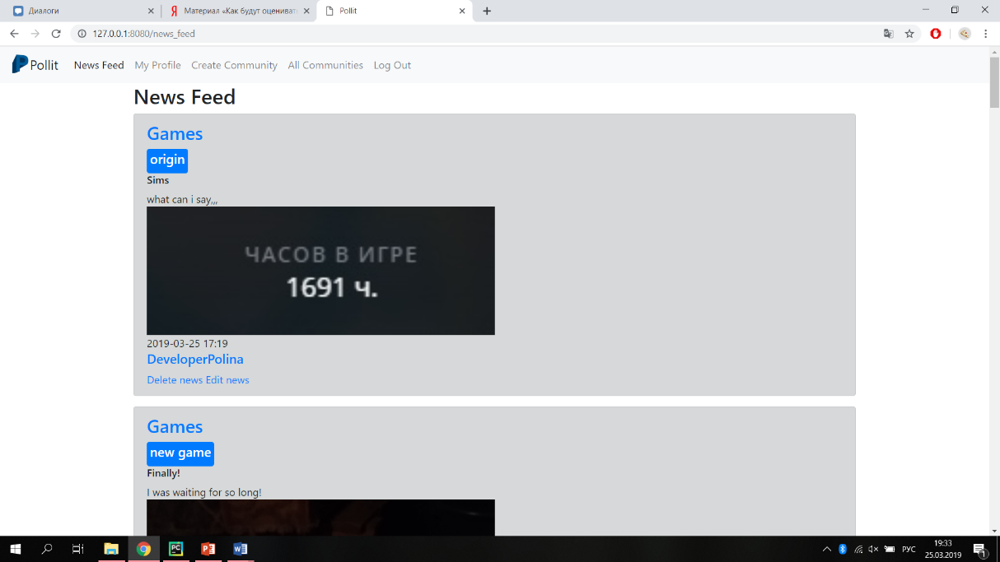 Диалоги
Материал «Как будут оцениват
Pollit
127.0.0.1:8080/news_feed
Pollit News Feed My Profile Create Community All Communities Log Out
News Feed
Games
origin
Sims
what can i say,,,
ЧАСОВ В ИГРЕ
1691 ч.
2019-03-25 17:19
DeveloperPolina
Delete news Edit news
Games
new game
Finally!
I was waiting for so long!
РУС
19:33
25.03.2019
1